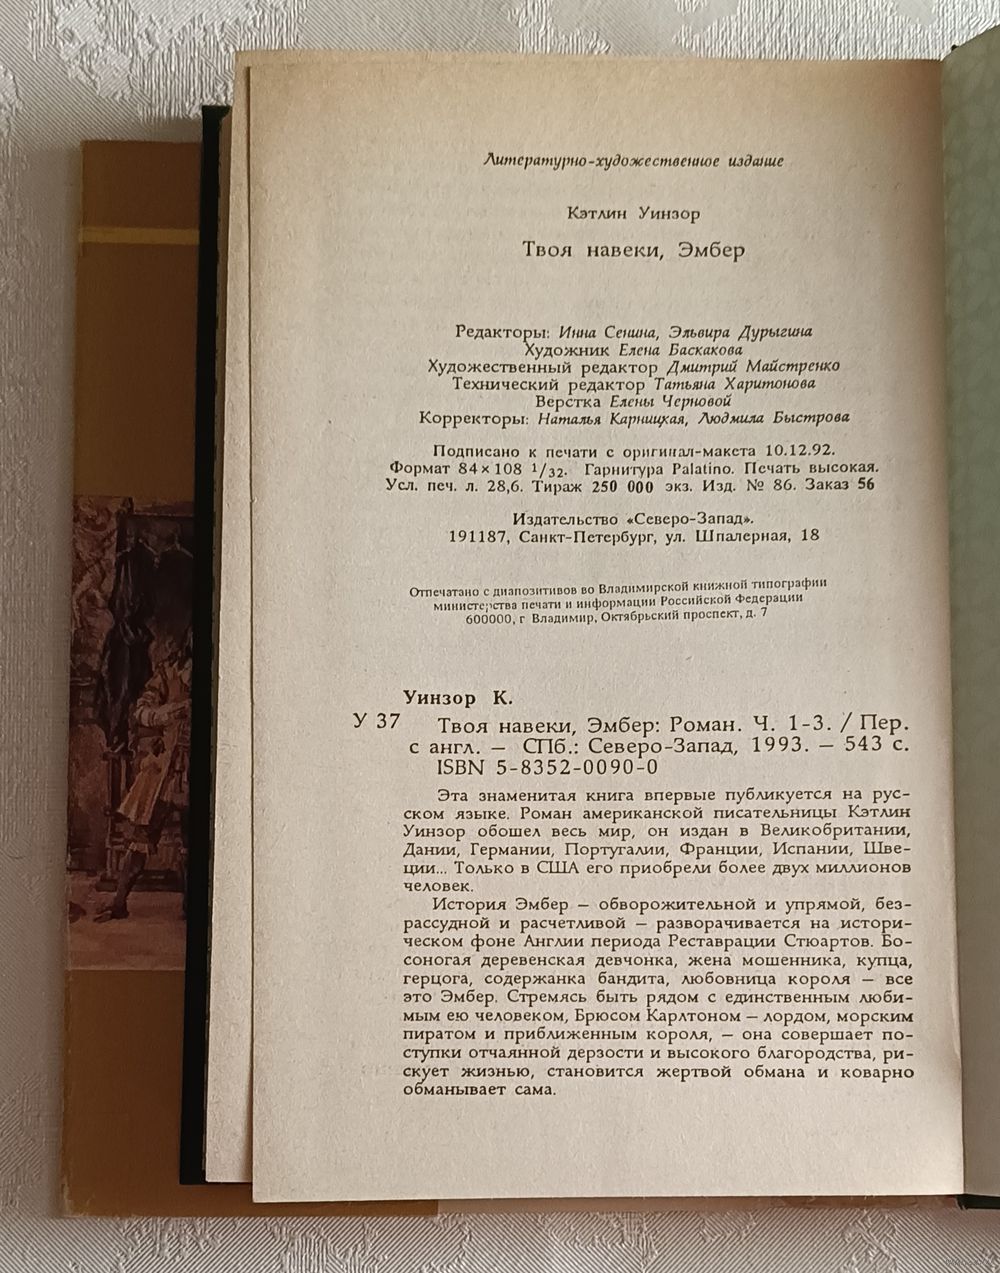 Литературно-художественное издание
Кэтлин Уинзор
Твоя навеки, Эмбер
Редакторы: Инна Сенина, Эльвира Дурыгина
Художник Елена Баскакова
Художественный редактор Дмитрий Майстренко
Технический редактор Татьяна Харитонова
Верстка Елены Черновой
Корректоры: Наталья Карницкая, Людмила Быстрова
Подписано к печати с оригинал-макета 10.12.92.
Формат 84×108 1/32. Гарнитура Palatino. Печать высокая.
Усл. печ. л. 28,6. Тираж 250 000 экз. Изд. № 86. Заказ 56
Издательство «Северо-Запад».
191187, Санкт-Петербург, ул. Шпалерная, 18
Отпечатано с диапозитивов во Владимирской книжной типографии
министерства печати и информации Российской Федерации
600000, г Владимир, Октябрьский проспект, д. 7
Уинзор К.
У 37 Твоя навеки, Эмбер: Роман. Ч. 1-3. / Пер.
с англ. — СПб.: Северо-Запад, 1993. — 543 с.
ISBN 5-8352-0090-0
Эта знаменитая книга впервые публикуется на рус-
ском языке. Роман американской писательницы Кэтлин
Уинзор обошел весь мир, он издан в Великобритании,
Дании, Германии, Португалии, Франции, Испании, Шве-
ции... Только в США его приобрели более двух миллионов
человек.
История Эмбер — обворожительной и упрямой, без-
рассудной и расчетливой — разворачивается на истори-
ческом фоне Англии периода Реставрации Стюартов. Бо-
соногая деревенская девчонка, жена мошенника, купца,
герцога, содержанка бандита, любовница короля — все
это Эмбер. Стремясь быть рядом с единственным люби-
мым ею человеком, Брюсом Карлтоном — лордом, морским
пиратом и приближенным короля, — она совершает по-
ступки отчаянной дерзости и высокого благородства, ри-
скует жизнью, становится жертвой обмана и коварно
обманывает сама.